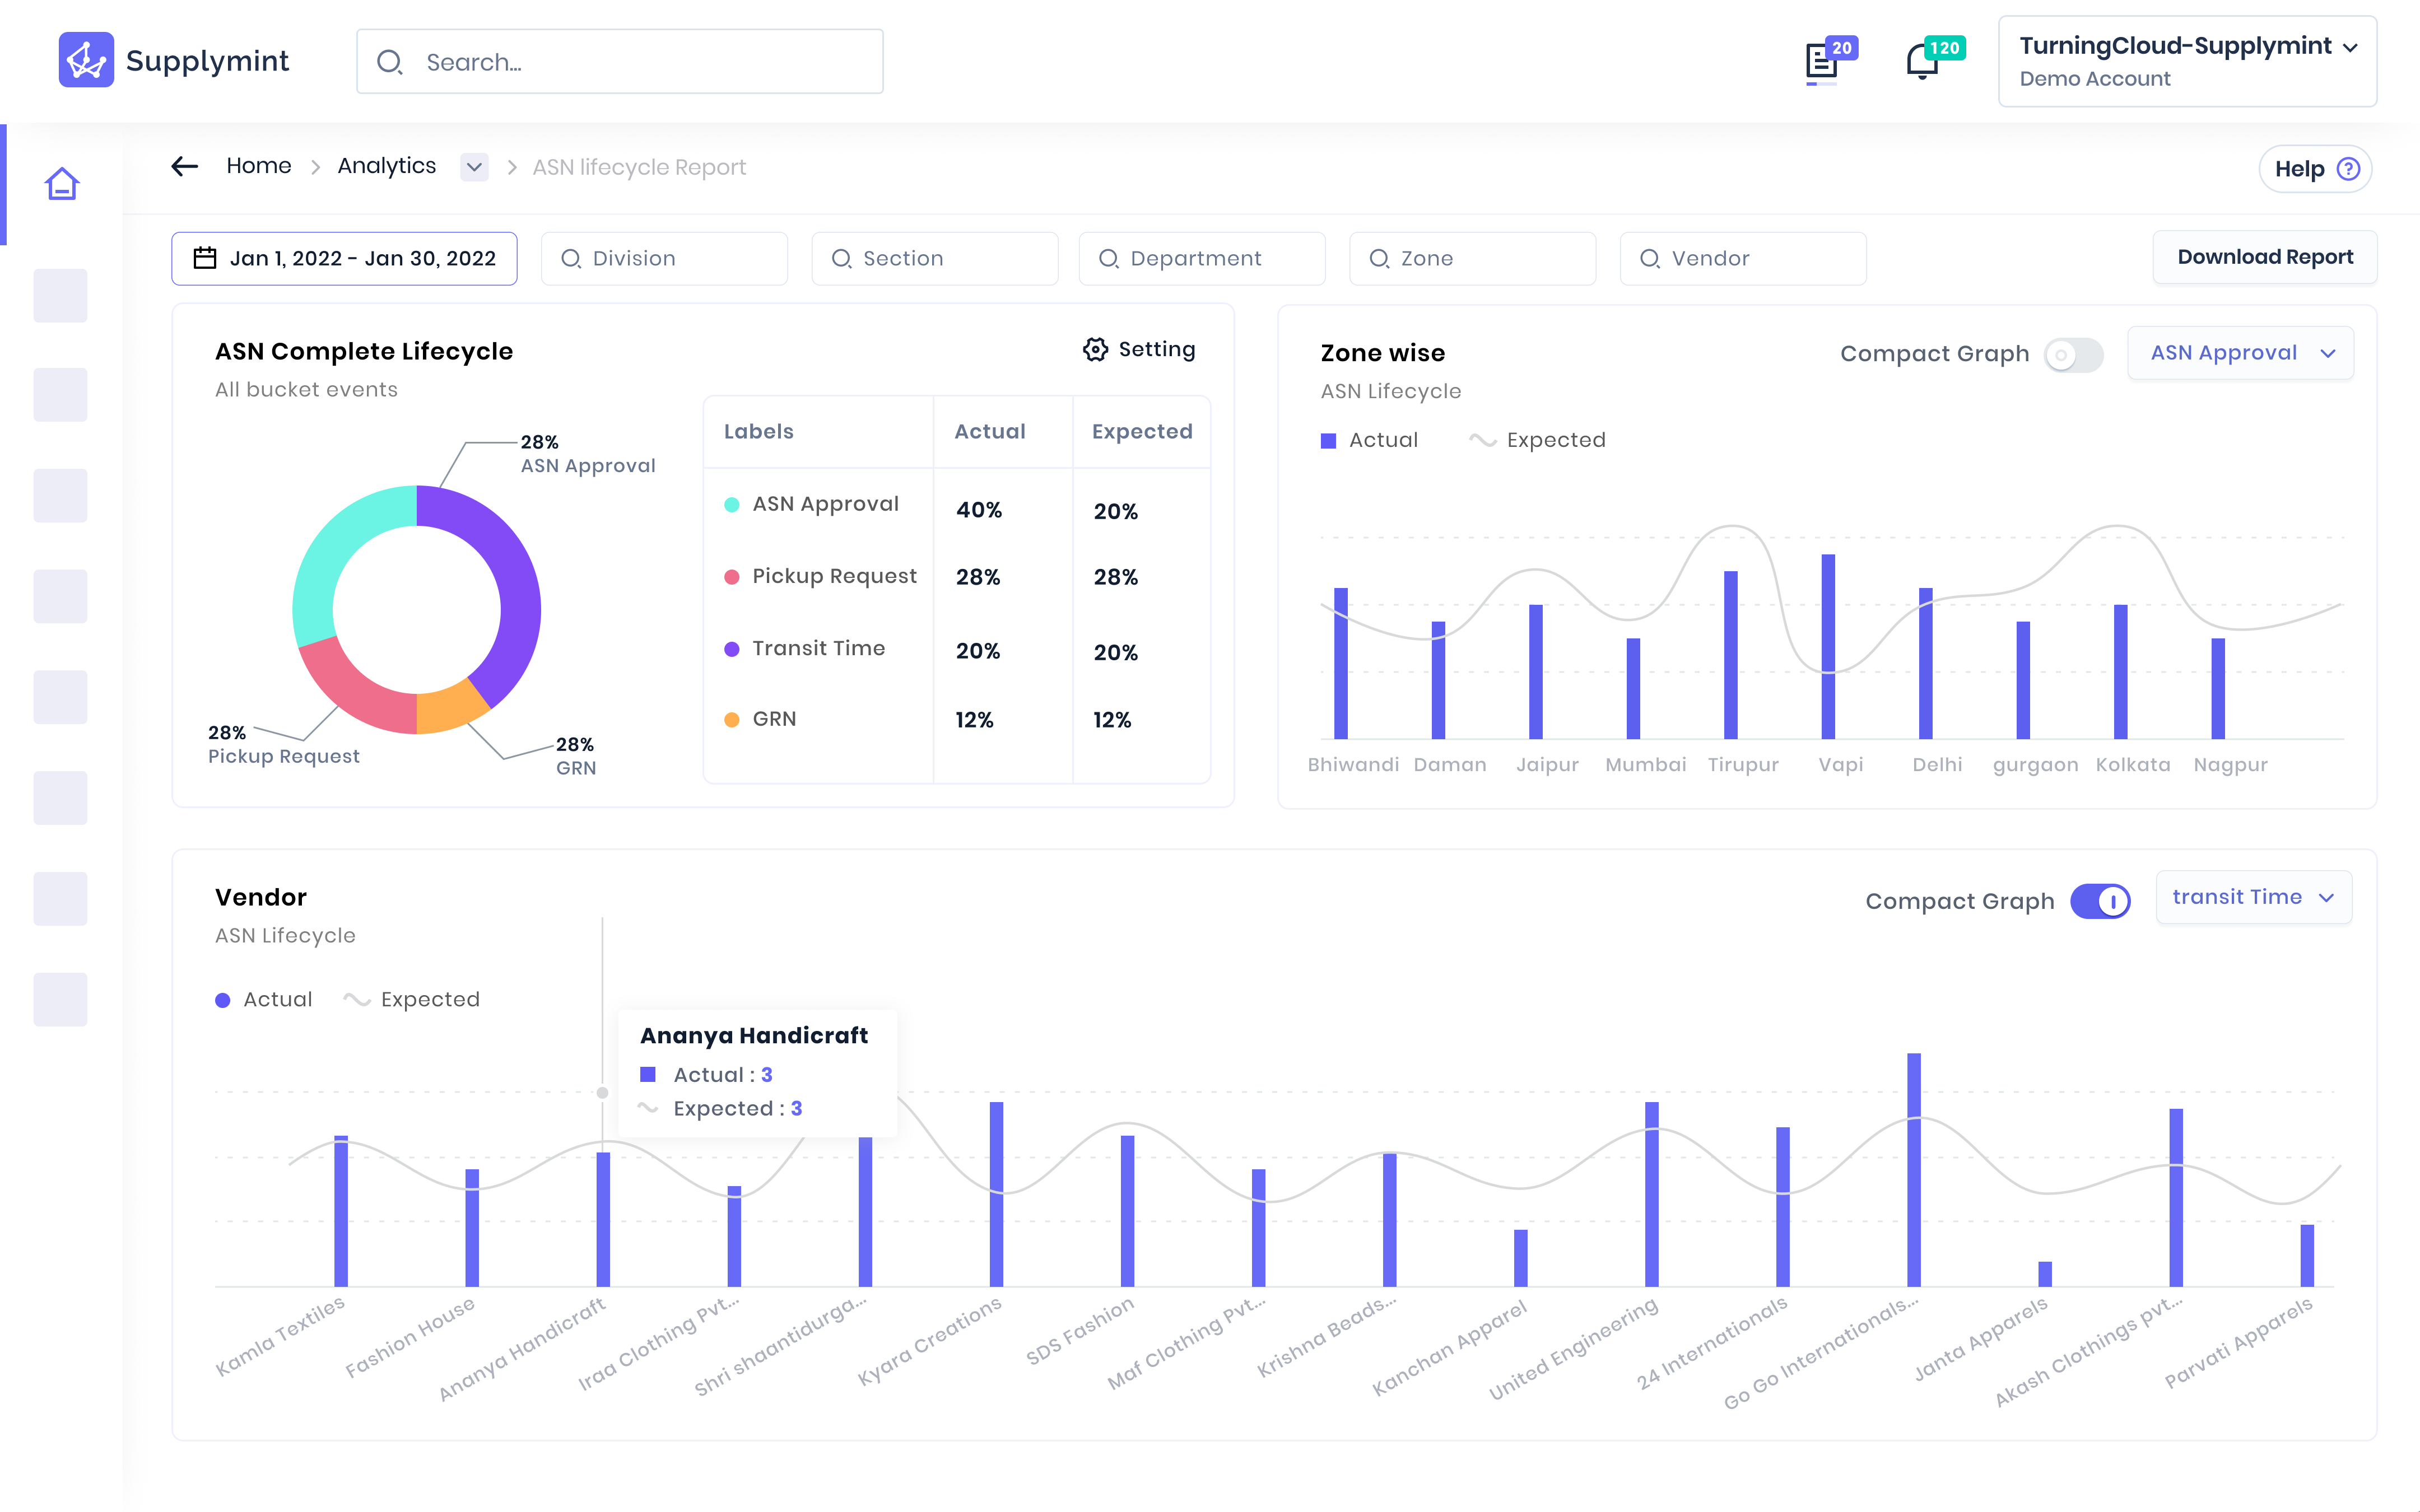 Supplymint
Search...
20
120
TurningCloud-Supplymint
Demo Account
Home
Analytics
ASN lifecycle Report
Help ?
Jan 1, 2022 - Jan 30, 2022
Division
Section
Department
Zone
Vendor
Download Report
ASN Complete Lifecycle
All bucket events
Setting
28%
ASN Approval
28%
Pickup Request
28%
GRN
Labels Actual Expected
ASN Approval 40% 20%
Pickup Request 28% 28%
Transit Time 20% 20%
GRN 12% 12%
Zone wise
ASN Lifecycle
Compact Graph
ASN Approval
Actual Expected
Bhiwandi Daman Jaipur Mumbai Tirupur Vapi Delhi gurgaon Kolkata Nagpur
Vendor
ASN Lifecycle
Compact Graph
transit Time
Actual Expected
Ananya Handicraft
Actual : 3
Expected : 3
Kamla Textiles
Fashion House
Ananya Handicraft
Iraa Clothing Pvt...
Shri shaantidurga...
Kyara Creations
SDS Fashion
Maf Clothing Pvt...
Krishna Beads...
Kanchan Apparel
United Engineering
24 Internationals
Go Go Internationals...
Janta Apparels
Akash Clothings pvt...
Parvati Apparels